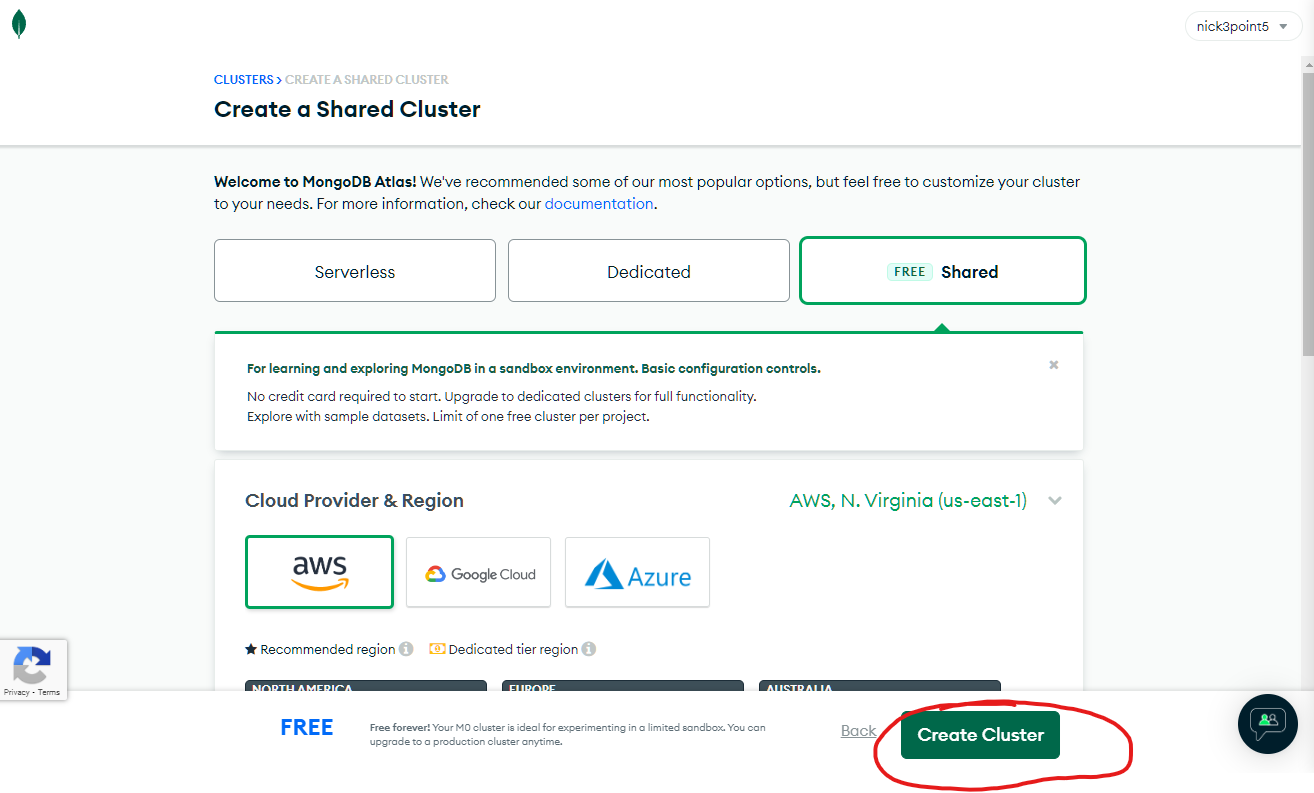 nick3point5
CLUSTERS > CREATE A SHARED CLUSTER
Create a Shared Cluster
Welcome to MongoDB Atlas! We've recommended some of our most popular options, but feel free to customize your cluster
to your needs. For more information, check our documentation.
Serverless
Dedicated
FREE Shared
For learning and exploring MongoDB in a sandbox environment. Basic configuration controls.
No credit card required to start. Upgrade to dedicated clusters for full functionality.
Explore with sample datasets. Limit of one free cluster per project.
Cloud Provider & Region
AWS, N. Virginia (us-east-1)
aws
Google Cloud
Azure
Recommended region
Dedicated tier region
NORTH AMERICA
EUROPE
AUSTRALIA
Privacy - Terms
FREE
Free forever! Your M0 cluster is ideal for experimenting in a limited sandbox. You can
upgrade to a production cluster anytime.
Back
Create Cluster